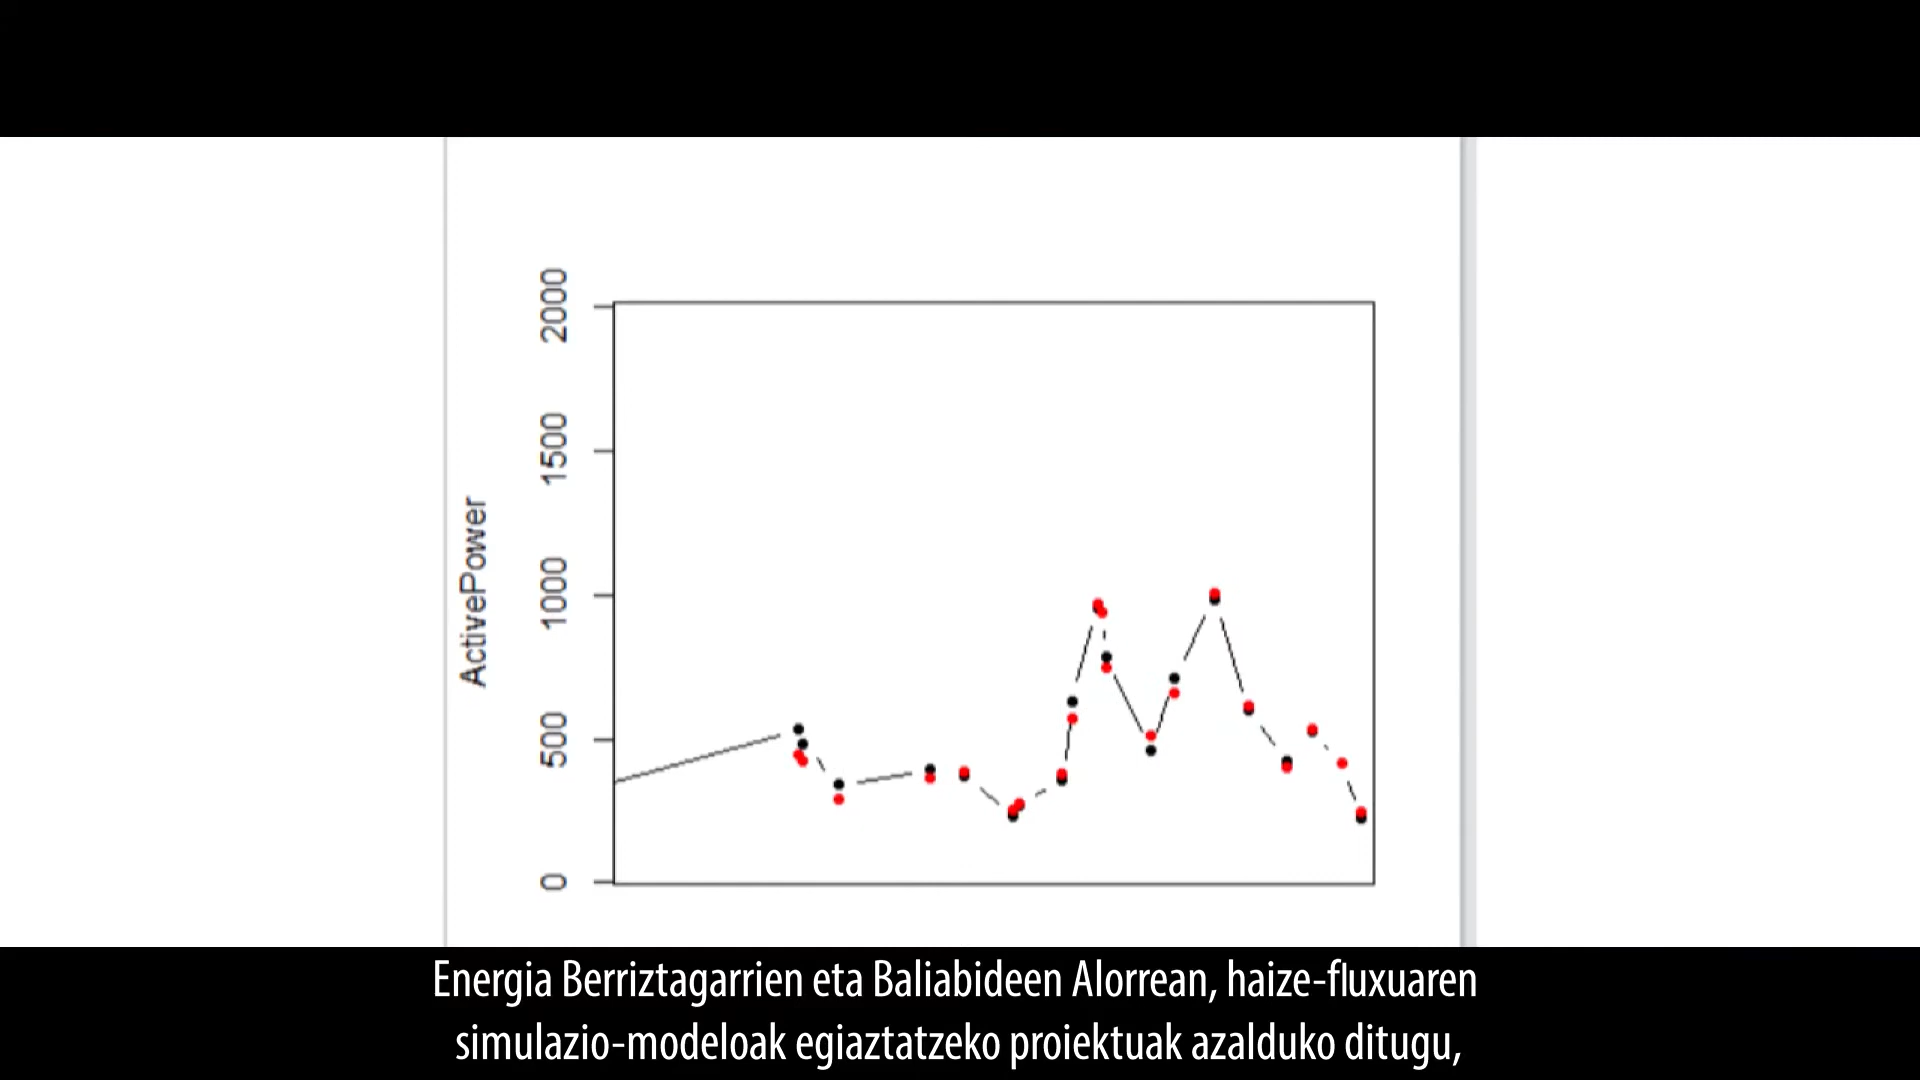 2000
1500
1000
500
0
ActivePower
Energia Berriztagarrien eta Baliabideen Alorrean, haize-fluxuaren
simulazio-modeloak egiaztatzeko proiektuak azalduko ditugu,